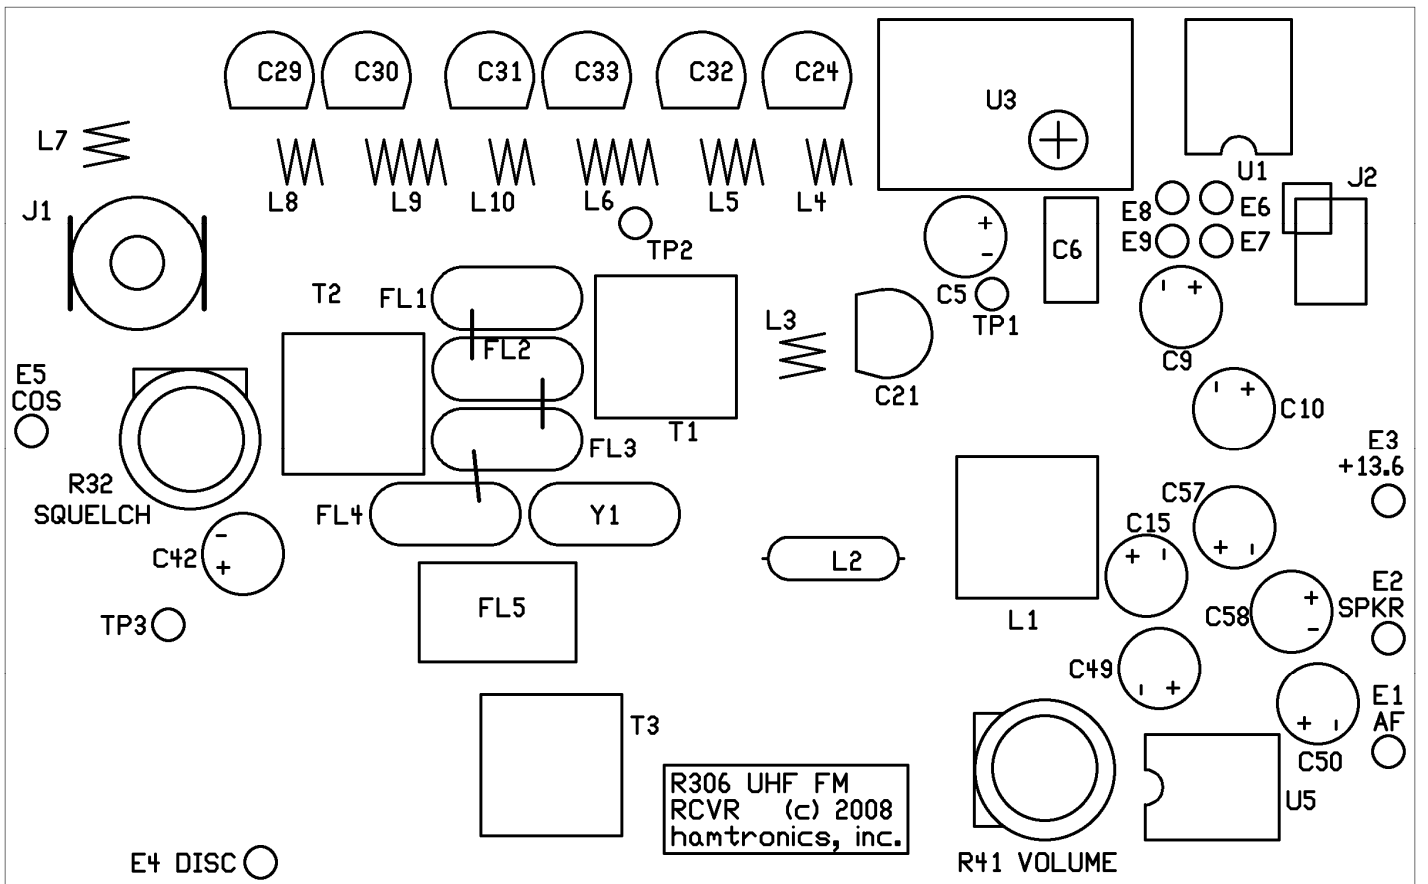 C29 C30 C31 C33 C32 C24
U3
L7
U1
L8 L9 L10 L6 L5 L4
J2
J1
E8 E6
TP2
E9 E7
C6
+
-
T2
FL1
C5
TP1
- +
L3
FL2
C9
E5
COS
C21
- +
C10
T1
FL3
E3
+13.6
R32
SQUELCH
FL4
Y1
C57
C15
-
+
C42
+ -
+ -
L2
E2
SPKR
FL5
C58
+
-
TP3
L1
C49
- +
E1
AF
T3
+ -
C50
R306 UHF FM
RCVR (c) 2008
hamtronics, inc.
U5
E4 DISC
R41 VOLUME